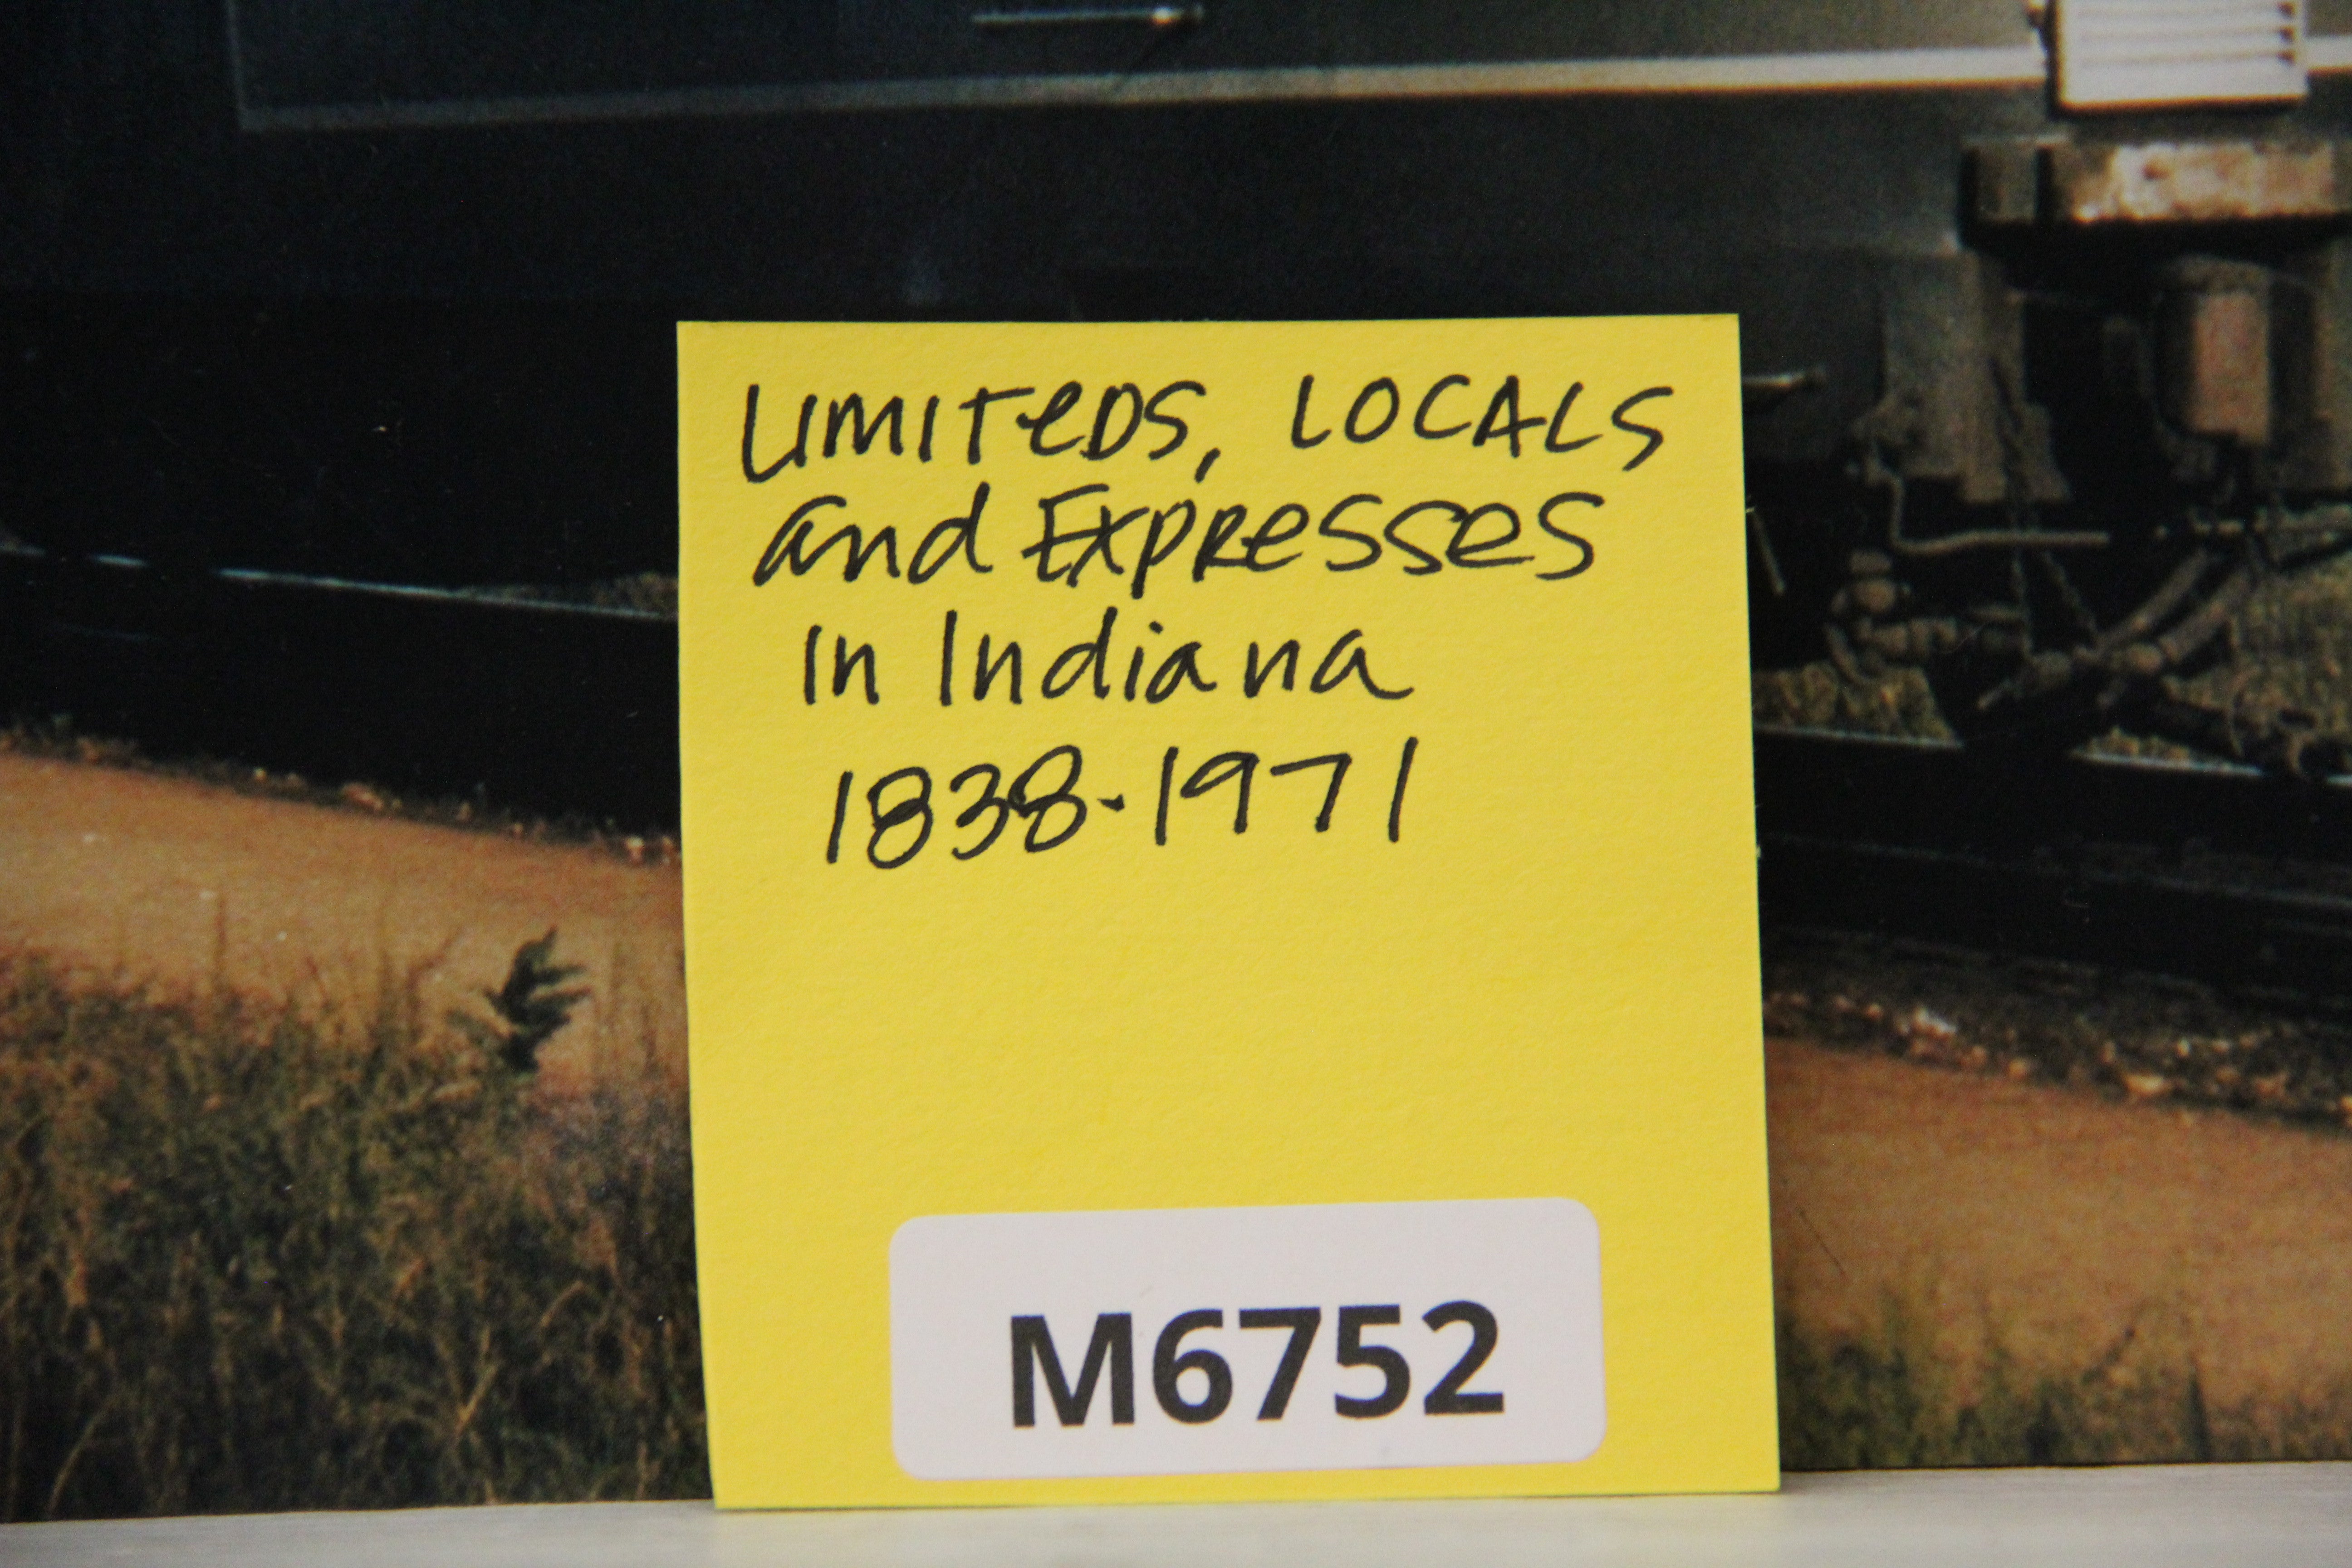 LIMITEDS, LOCALS
and Expresses
In Indiana
1838-1971
M6752